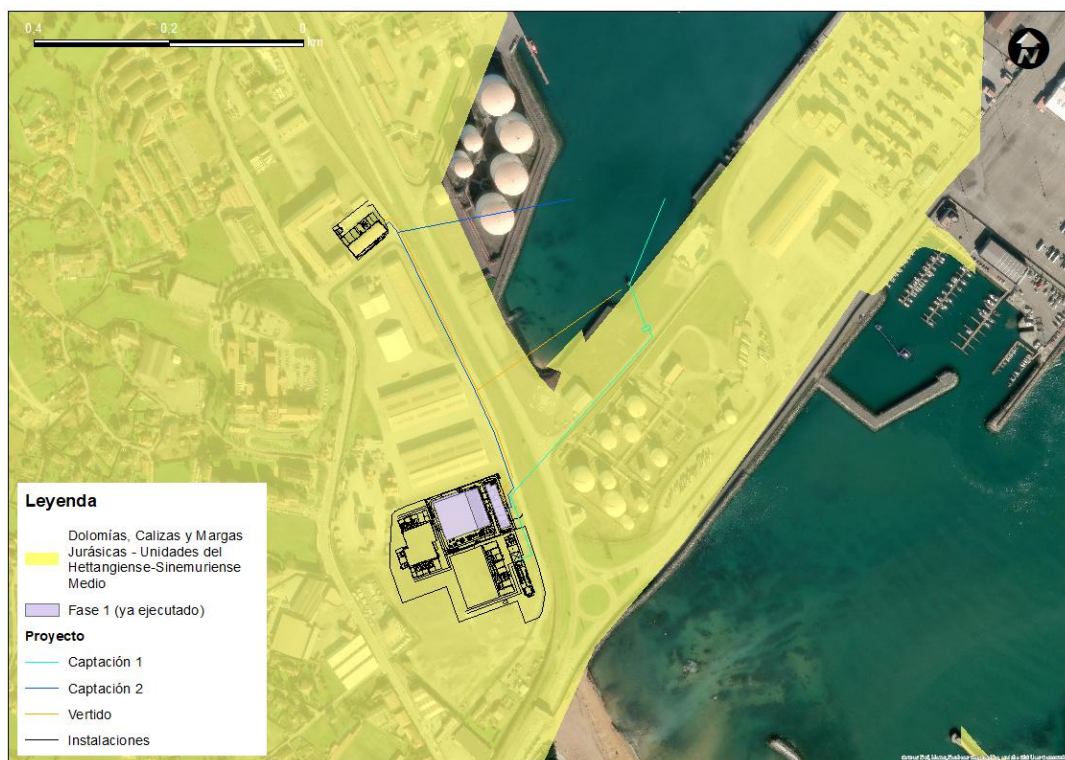 0,4 0,2 0
km
N
Leyenda
Dolomías, Calizas y Margas
Jurásicas - Unidades del
Hettangiense-Sinemuriense
Medio
Fase 1 (ya ejecutado)
Proyecto
Captación 1
Captación 2
Vertido
Instalaciones